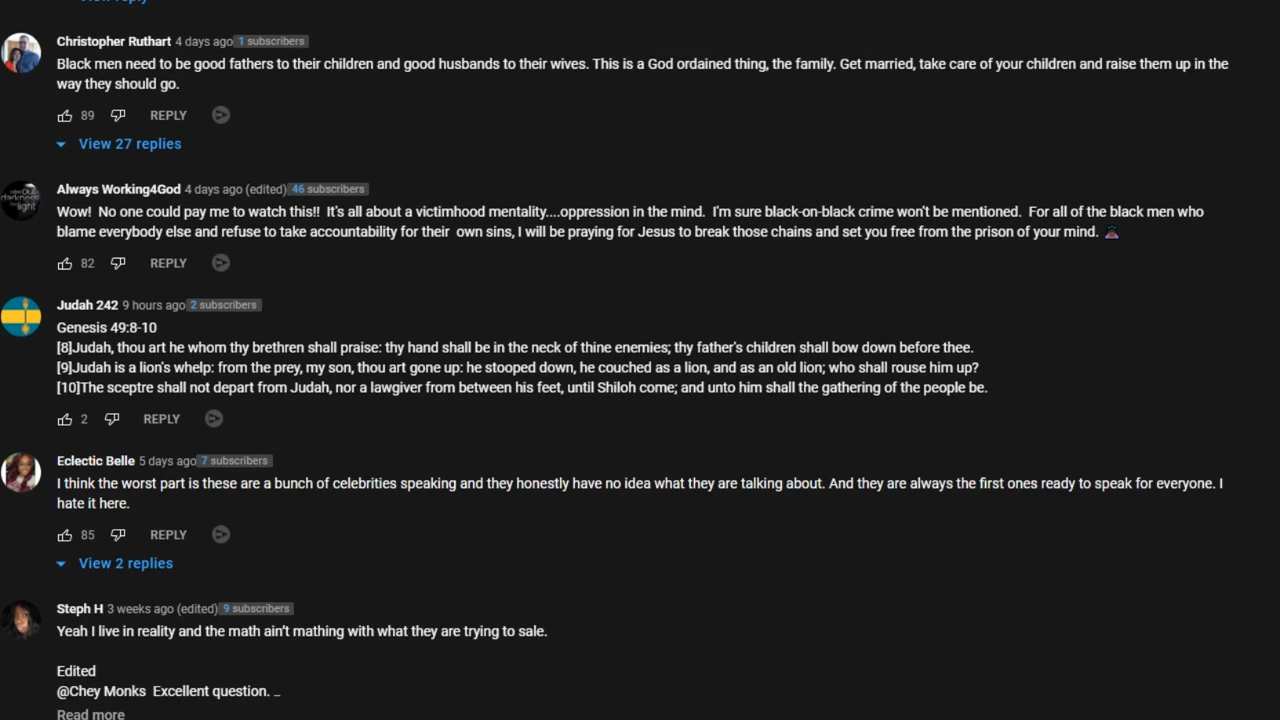 View reply
Christopher Ruthart 4 days ago 1 subscribers
Black men need to be good fathers to their children and good husbands to their wives. This is a God ordained thing, the family. Get married, take care of your children and raise them up in the
way they should go.
89 REPLY
View 27 replies
Always Working4God 4 days ago (edited) 46 subscribers
Wow!  No one could pay me to watch this!!  It's all about a victimhood mentality....oppression in the mind.  I'm sure black-on-black crime won't be mentioned.  For all of the black men who
blame everybody else and refuse to take accountability for their  own sins, I will be praying for Jesus to break those chains and set you free from the prison of your mind.
82 REPLY
Judah 242 9 hours ago 2 subscribers
Genesis 49:8-10
[8]Judah, thou art he whom thy brethren shall praise: thy hand shall be in the neck of thine enemies; thy father's children shall bow down before thee.
[9]Judah is a lion's whelp: from the prey, my son, thou art gone up: he stooped down, he couched as a lion, and as an old lion; who shall rouse him up?
[10]The sceptre shall not depart from Judah, nor a lawgiver from between his feet, until Shiloh come; and unto him shall the gathering of the people be.
2 REPLY
Eclectic Belle 5 days ago 7 subscribers
I think the worst part is these are a bunch of celebrities speaking and they honestly have no idea what they are talking about. And they are always the first ones ready to speak for everyone. I
hate it here.
85 REPLY
View 2 replies
Steph H 3 weeks ago (edited) 9 subscribers
Yeah I live in reality and the math ain't mathing with what they are trying to sale.
Edited
@Chey Monks  Excellent question. ...
Read more